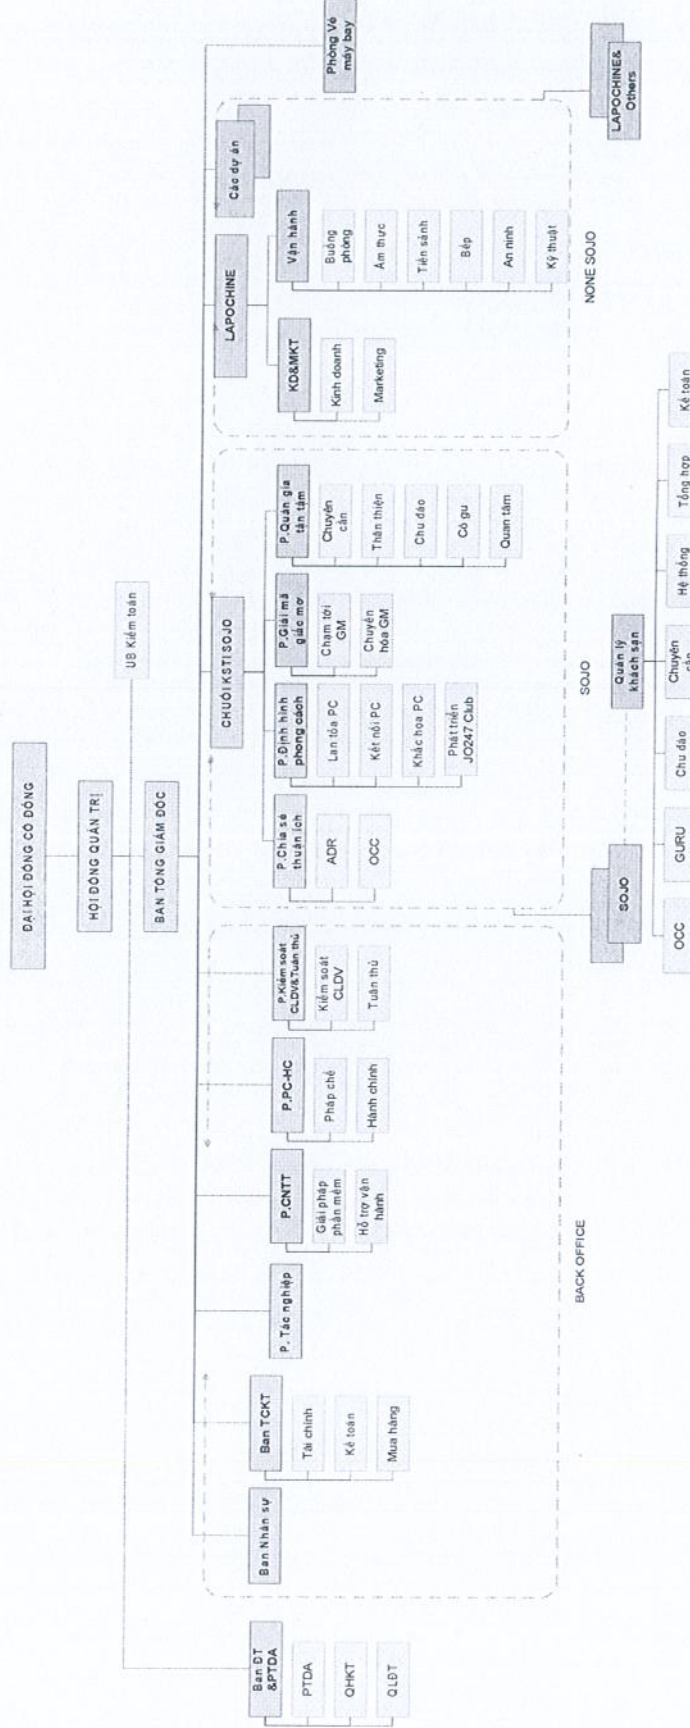 ĐẠI HỘI ĐỒNG CỔ ĐÔNG
HỘI ĐỒNG QUẢN TRỊ
UB Kiểm toán
BAN TỔNG GIÁM ĐỐC
Ban ĐT
&PTDA
PTDA
QHKT
QLĐT
Ban Nhân sự
Ban TCKT
Tài chính
Kế toán
Mua hàng
P. Tác nghiệp
P.CNTT
Giải pháp
phần mềm
Hỗ trợ vận
hành
P.PC-HC
Pháp chế
Hành chính
P.Kiểm soát
CLDV&Tuân thủ
Kiểm soát
CLDV
Tuân thủ
BACK OFFICE
CHUỖI KSTI SOJO
P.Chia sẻ
thuận ích
ADR
OCC
P.Định hình
phong cách
Lan tỏa PC
Kết nối PC
Khắc họa PC
Phát triển
JO247 Club
P.Giải mã
giấc mơ
Chạm tới
GM
Chuyển
hóa GM
P.Quản gia
tận tâm
Chuyên
cần
Thân thiện
Chu đáo
Có gu
Quan tâm
SOJO
LAPOCHINE
KD&MKT
Kinh doanh
Marketing
Vận hành
Buồng
phòng
Ẩm thực
Tiền sảnh
Bếp
An ninh
Kỹ thuật
Các dự án
NONE SOJO
Phòng Vé
máy bay
SOJO
Quản lý
khách sạn
OCC
GURU
Chu đáo
Chuyên
cần
Hệ thống
Tổng hợp
Kế toán
LAPOCHINE&
Others